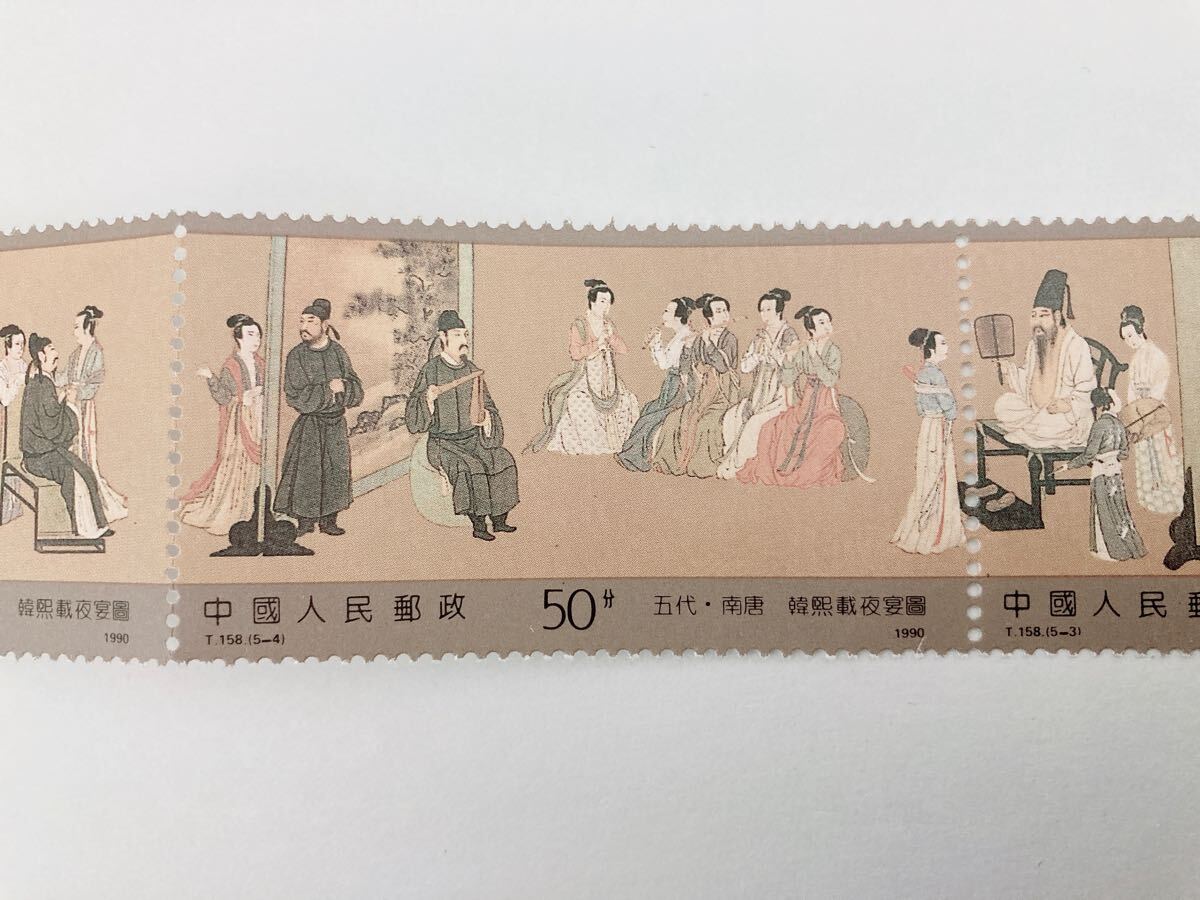 韓熙載夜宴圖
1990
中國人民郵政 50分 五代·南唐 韓熙載夜宴圖
T.158.(5-4) 1990
中國人民
T.158.(5-3)